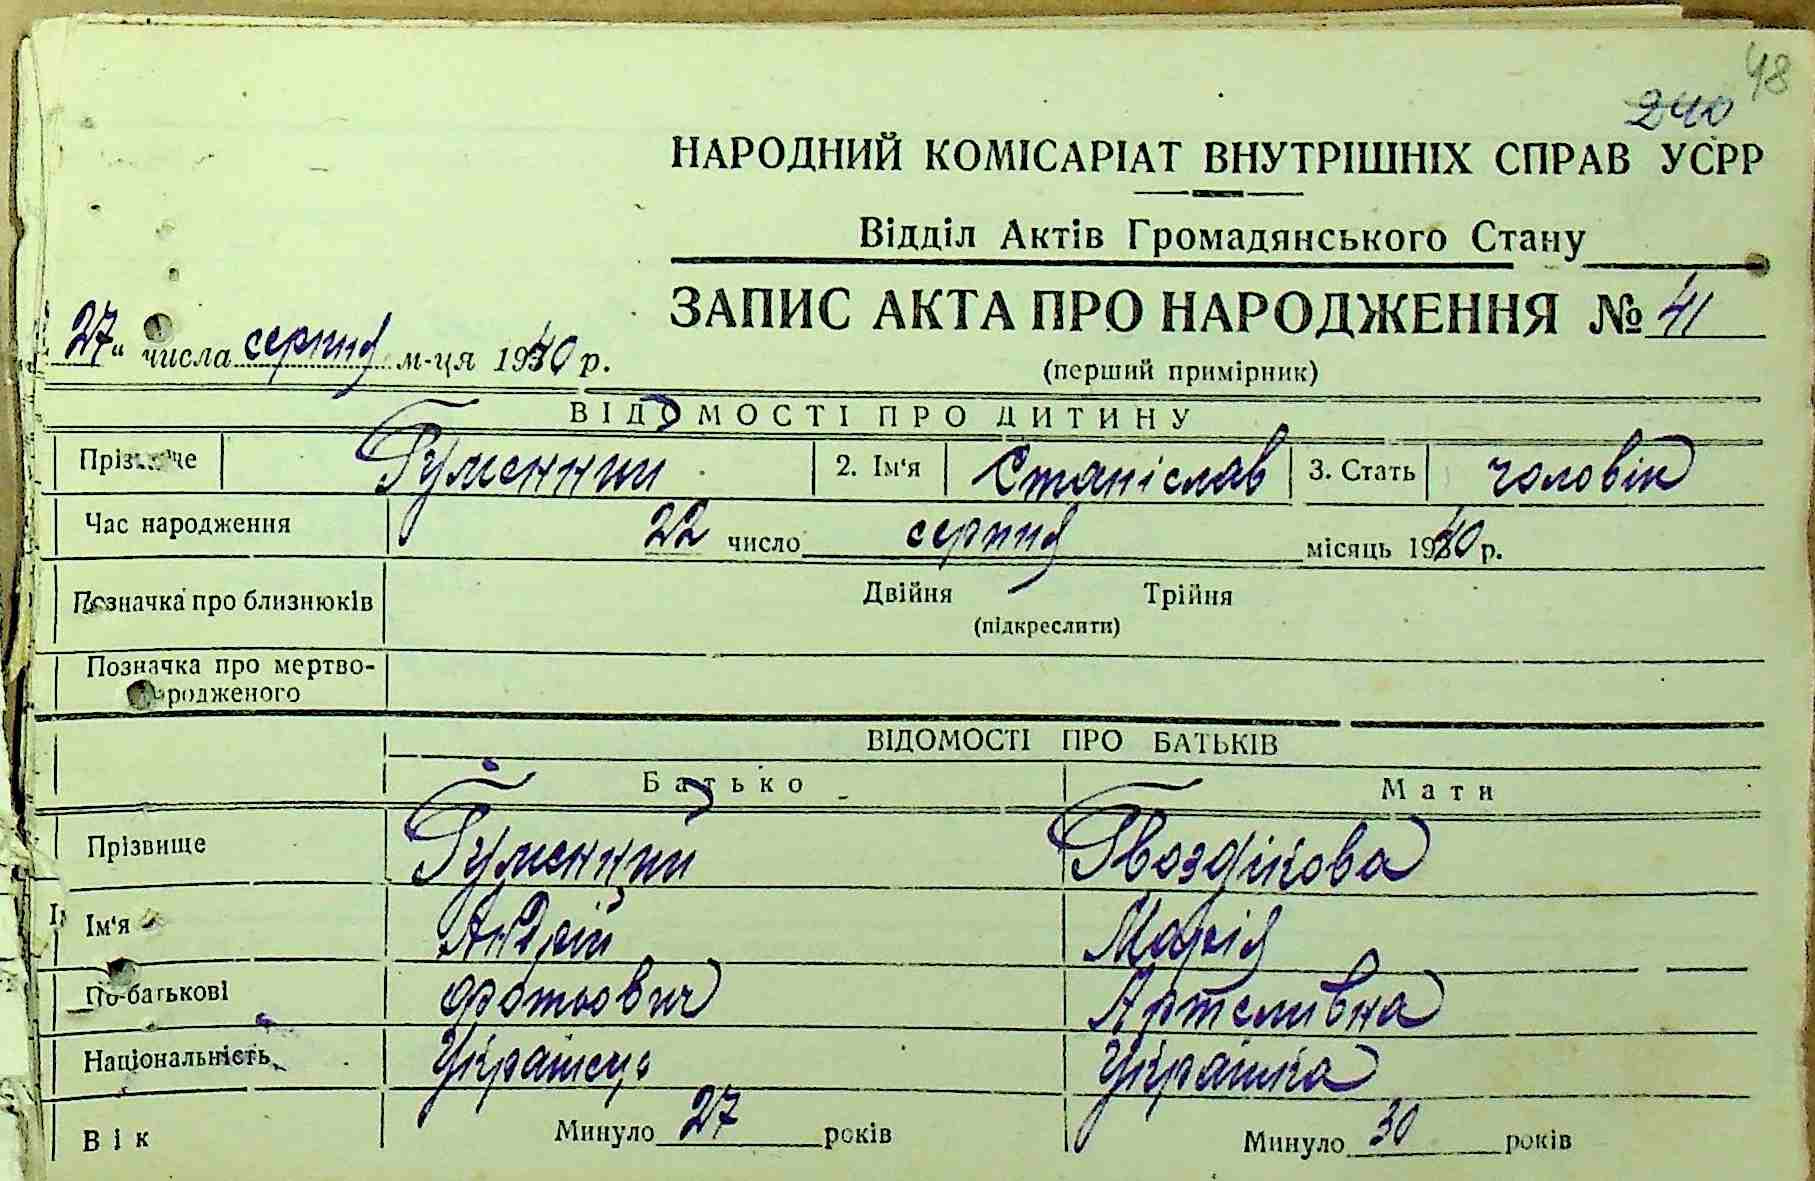 48
240
НАРОДНИЙ КОМІСАРІАТ ВНУТРІШНІХ СПРАВ УСРР
Відділ Актів Громадянського Стану
ЗАПИС АКТА ПРО НАРОДЖЕННЯ № 41
27 " числа серпня м-ця 1940 р.
(перший примірник)
ВІДОМОСТІ ПРО ДИТИНУ
Прізвище Гуменний 2. Ім'я Станіслав 3. Стать чоловік
Час народження 22 число серпня місяць 1940 р.
Позначка про близнюків Двійня Трійня
(підкреслити)
Позначка про мертво-
народженого
ВІДОМОСТІ ПРО БАТЬКІВ
Батько Мати
Прізвище Гуменний Гвоздікова
Ім'я Андрій Марія
По-батькові Фотьович Артемівна
Національність Українець Українка
Вік Минуло 27 років Минуло 30 років